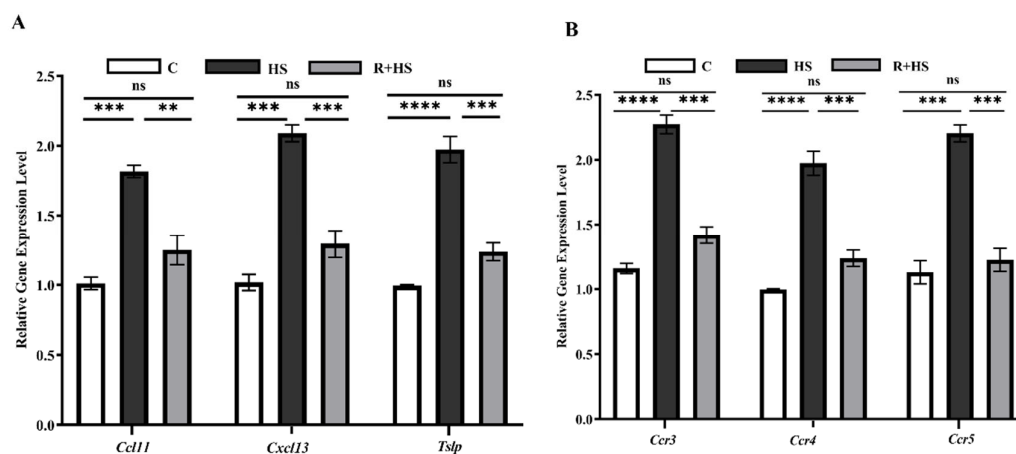 A
C HS R+HS
ns ns ns
*** ** *** *** **** ***
Relative Gene Expression Level
2.5
2.0
1.5
1.0
0.5
0.0
Ccl11 Cxcl13 Tslp
B
C HS R+HS
ns ns ns
**** *** **** *** *** ***
Relative Gene Expression Level
2.5
2.0
1.5
1.0
0.5
0.0
Ccr3 Ccr4 Ccr5